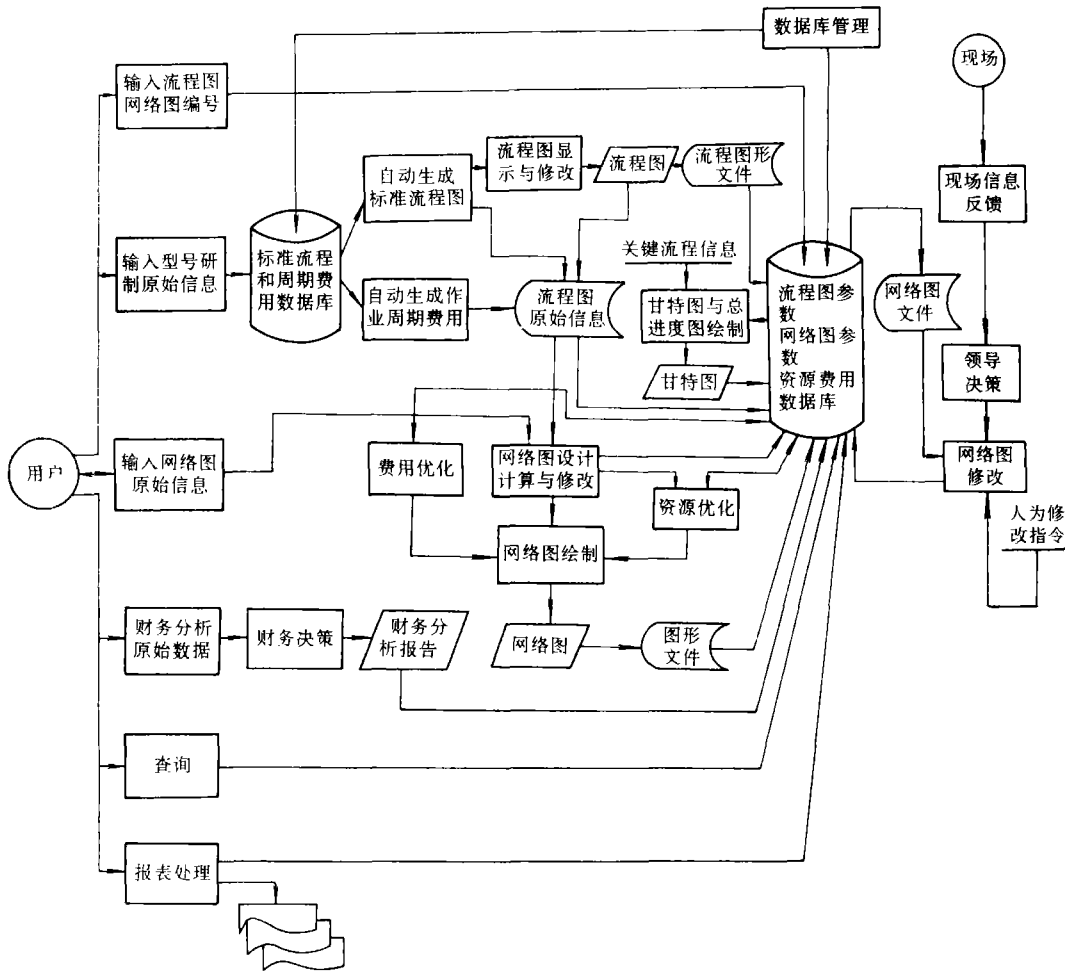 数据库管理
现场
输入流程图
网络图编号
流程图显
示与修改
流程图
流程图形
文件
自动生成
标准流程图
现场信息
反馈
关键流程信息
输入型号研
制原始信息
标准流程
和周期费
用数据库
自动生成作
业周期费用
流程图
原始信息
甘特图与总
进度图绘制
甘特图
流程图参
数
网络图参
数
资源费用
数据库
网络图
文件
领导
决策
用户
输入网络图
原始信息
费用优化
网络图设计
计算与修改
资源优化
网络图
修改
人为修
改指令
网络图绘制
财务分析
原始数据
财务决策
财务分
析报告
网络图
图形
文件
查询
报表处理